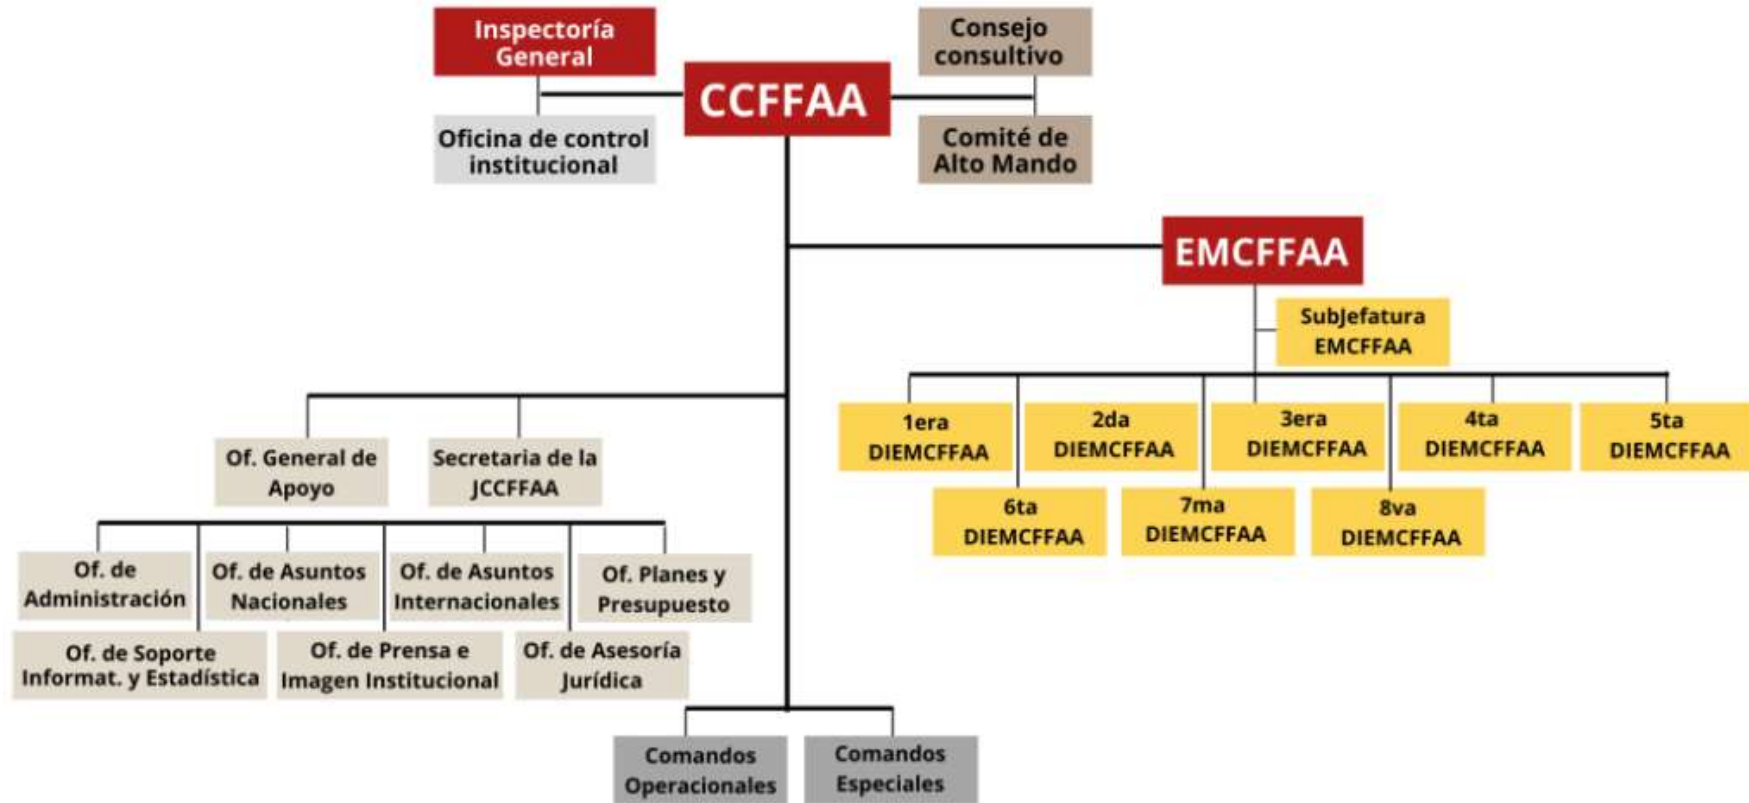 Inspectoría
General
Consejo
consultivo
CCFFAA
Oficina de control
institucional
Comité de
Alto Mando
EMCFFAA
SubJefatura
EMCFFAA
1era
DIEMCFFAA
2da
DIEMCFFAA
3era
DIEMCFFAA
4ta
DIEMCFFAA
5ta
DIEMCFFAA
6ta
DIEMCFFAA
7ma
DIEMCFFAA
8va
DIEMCFFAA
Of. General de
Apoyo
Secretaria de la
JCCFFAA
Of. de
Administración
Of. de Asuntos
Nacionales
Of. de Asuntos
Internacionales
Of. Planes y
Presupuesto
Of. de Soporte
Informat. y Estadística
Of. de Prensa e
Imagen Institucional
Of. de Asesoría
Jurídica
Comandos
Operacionales
Comandos
Especiales